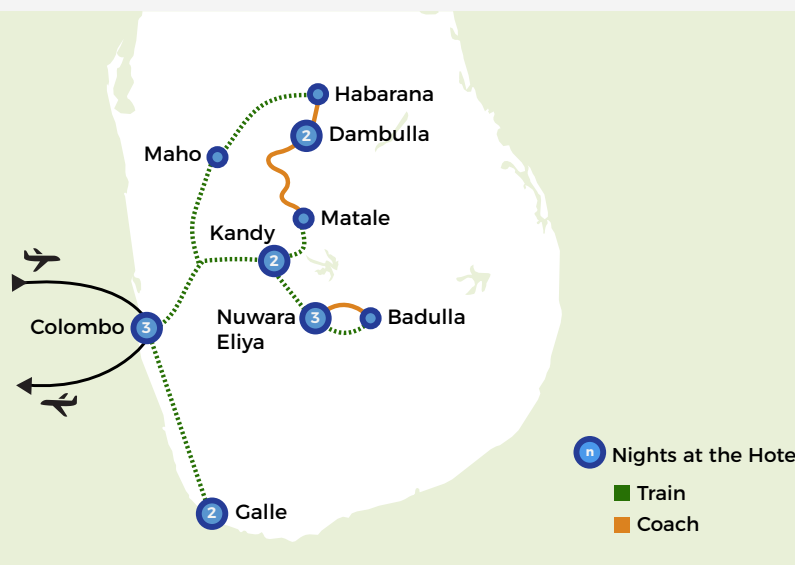 Habarana
2
Dambulla
Maho
Matale
Kandy
2
Colombo
3
Nuwara
Eliya
3
Badulla
2
Galle
n
Nights at the Hote
Train
Coach